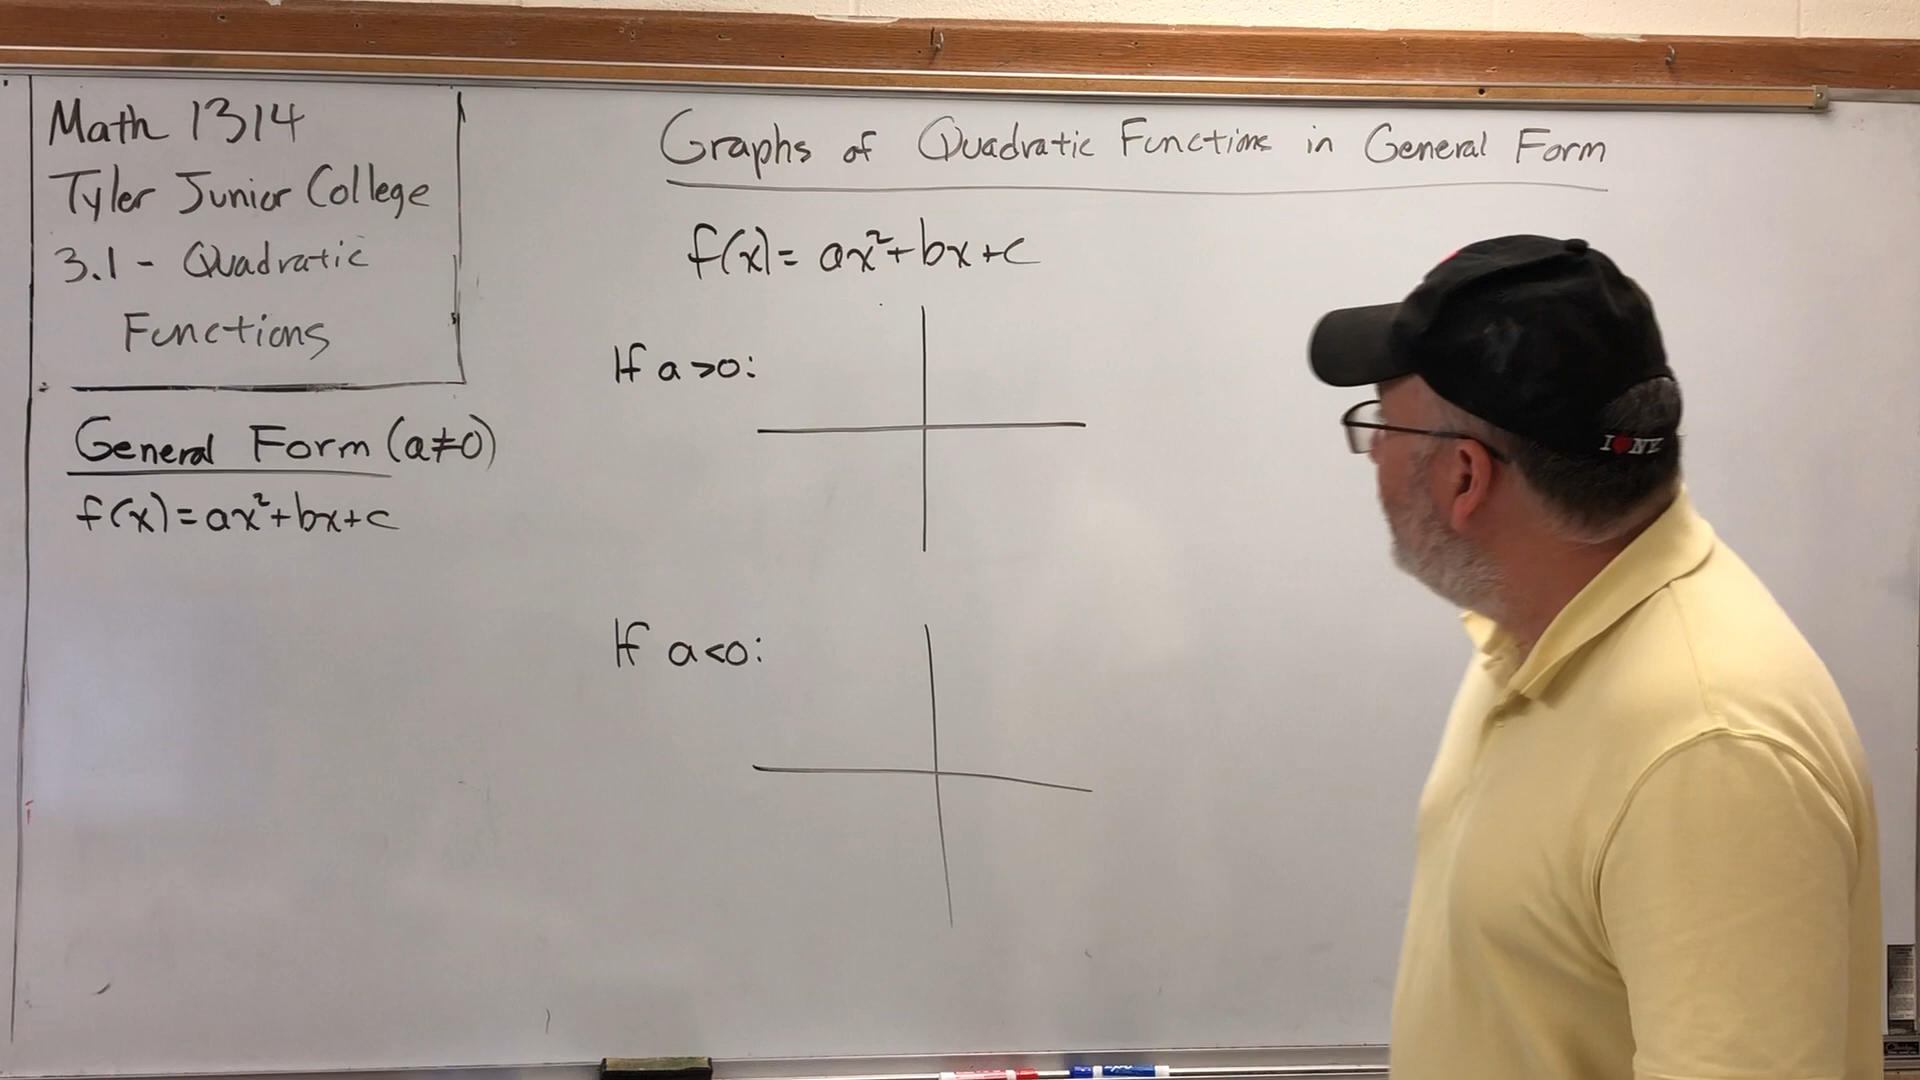 Math 1314
Tyler Junior College
3.1 - Quadratic
Functions
General Form (a≠0)
f(x)=ax²+bx+c
Graphs of Quadratic Functions in General Form
f(x)= ax²+bx+c
If a>0:
If a<0:
I ♥ NY